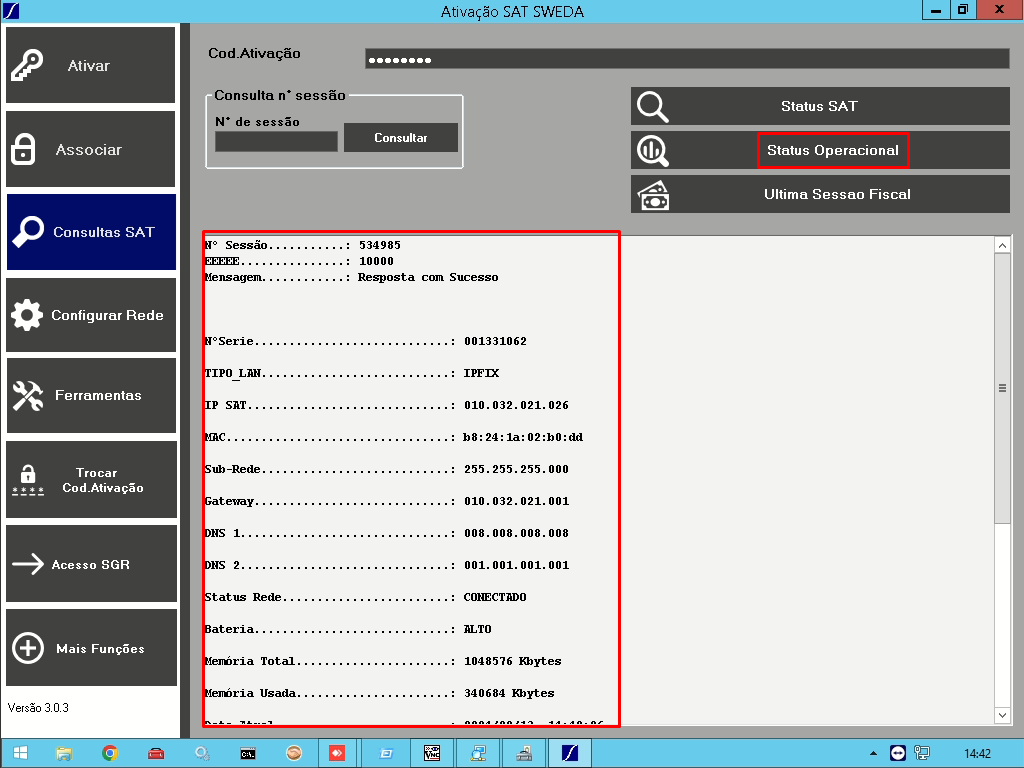 Ativação SAT SWEDA
Ativar
Associar
Consultas SAT
Configurar Rede
Ferramentas
Trocar
Cod.Ativação
Acesso SGR
Mais Funções
Versão 3.0.3
Cod.Ativação
••••••••
Consulta n° sessão
N° de sessão
Consultar
Status SAT
Status Operacional
Ultima Sessao Fiscal
N° Sessão...........: 534985
EEEEE...............: 10000
Mensagem............: Resposta com Sucesso
N°Serie............................: 001331062
TIPO_LAN...........................: IPFIX
IP SAT.............................: 010.032.021.026
MAC................................: b8:24:1a:02:b0:dd
Sub-Rede...........................: 255.255.255.000
Gateway............................: 010.032.021.001
DNS 1..............................: 008.008.008.008
DNS 2..............................: 001.001.001.001
Status Rede........................: CONECTADO
Bateria............................: ALTO
Memória Total......................: 1048576 Kbytes
Memória Usada......................: 340684 Kbytes
14:42